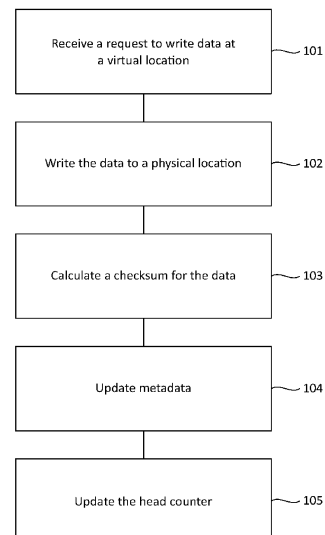 Receive a request to write data at
a virtual location
101
Write the data to a physical location
102
Calculate a checksum for the data
103
Update metadata
104
Update the head counter
105